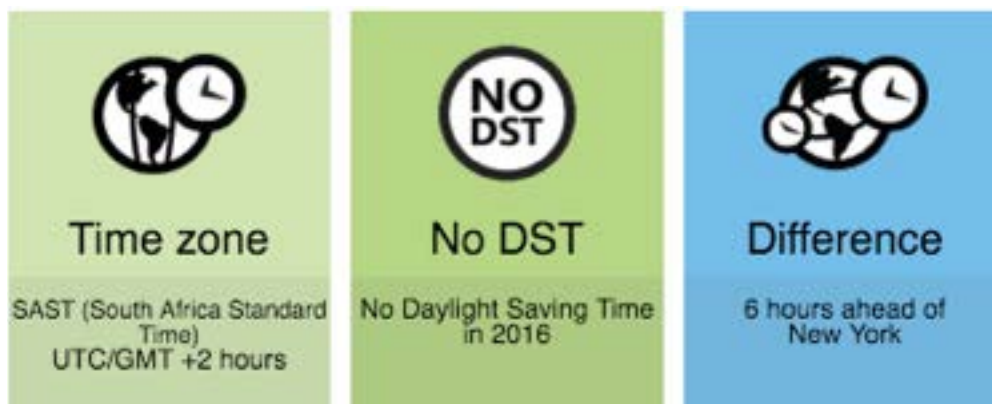 Time zone
SAST (South Africa Standard
Time)
UTC/GMT +2 hours
NO
DST
No DST
No Daylight Saving Time
in 2016
Difference
6 hours ahead of
New York